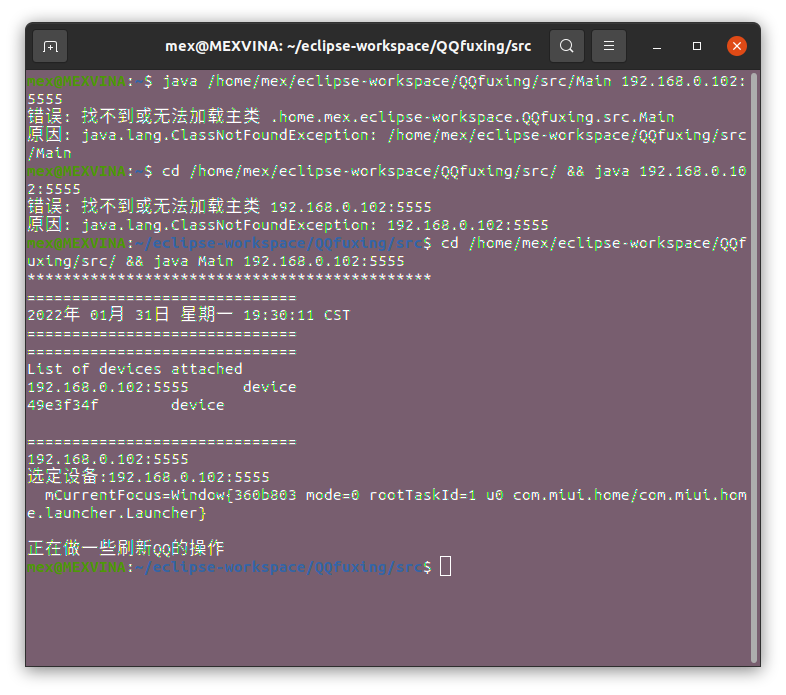 mex@MEXVINA: ~/eclipse-workspace/QQfuxing/src
mex@MEXVINA:~$ java /home/mex/eclipse-workspace/QQfuxing/src/Main 192.168.0.102:
5555
错误: 找不到或无法加载主类 .home.mex.eclipse-workspace.QQfuxing.src.Main
原因: java.lang.ClassNotFoundException: /home/mex/eclipse-workspace/QQfuxing/src
/Main
mex@MEXVINA:~$ cd /home/mex/eclipse-workspace/QQfuxing/src/ && java 192.168.0.10
2:5555
错误: 找不到或无法加载主类 192.168.0.102:5555
原因: java.lang.ClassNotFoundException: 192.168.0.102:5555
mex@MEXVINA:~/eclipse-workspace/QQfuxing/src$ cd /home/mex/eclipse-workspace/QQf
uxing/src/ && java Main 192.168.0.102:5555
*********************************************
==============================
2022年 01月 31日 星期一 19:30:11 CST
==============================
==============================
List of devices attached
192.168.0.102:5555      device
49e3f34f        device
==============================
192.168.0.102:5555
选定设备:192.168.0.102:5555
  mCurrentFocus=Window{360b803 mode=0 rootTaskId=1 u0 com.miui.home/com.miui.hom
e.launcher.Launcher}
正在做一些刷新QQ的操作
mex@MEXVINA:~/eclipse-workspace/QQfuxing/src$